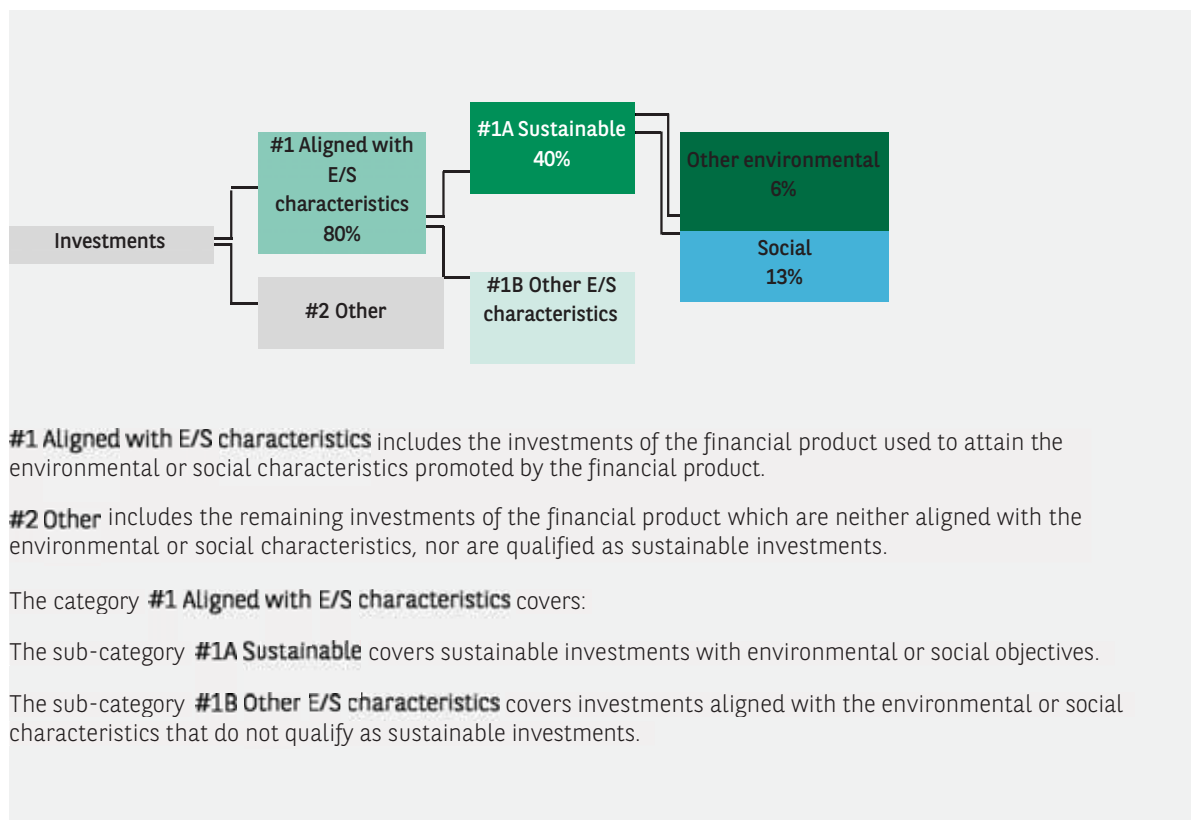 #1A Sustainable
40%
#1 Aligned with
E/S
characteristics
80%
Other environmental
6%
Investments
Social
13%
#2 Other
#1B Other E/S
characteristics
#1 Aligned with E/S characteristics includes the investments of the financial product used to attain the
environmental or social characteristics promoted by the financial product.
#2 Other includes the remaining investments of the financial product which are neither aligned with the
environmental or social characteristics, nor are qualified as sustainable investments.
The category #1 Aligned with E/S characteristics covers:
The sub-category #1A Sustainable covers sustainable investments with environmental or social objectives.
The sub-category #1B Other E/S characteristics covers investments aligned with the environmental or social
characteristics that do not qualify as sustainable investments.